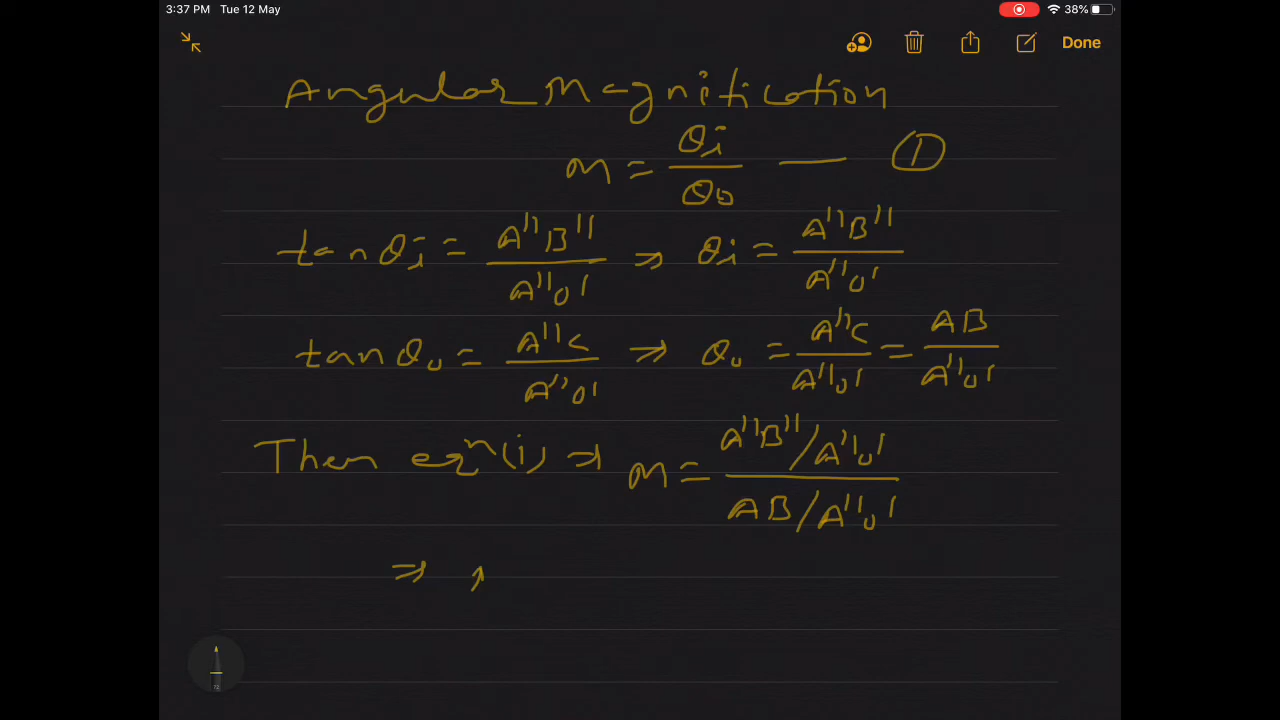 3:37 PM Tue 12 May 38%
Done
Angular Magnification
m = θi / θo —— ①
tan θi = A''B'' / A''O' ⇒ θi = A''B'' / A''O'
tan θo = A''C / A''O' ⇒ θo = A''C / A''O' = AB / A''O'
Then eqn (i) ⇒ m = A''B''/A''O' / AB/A''O'
⇒